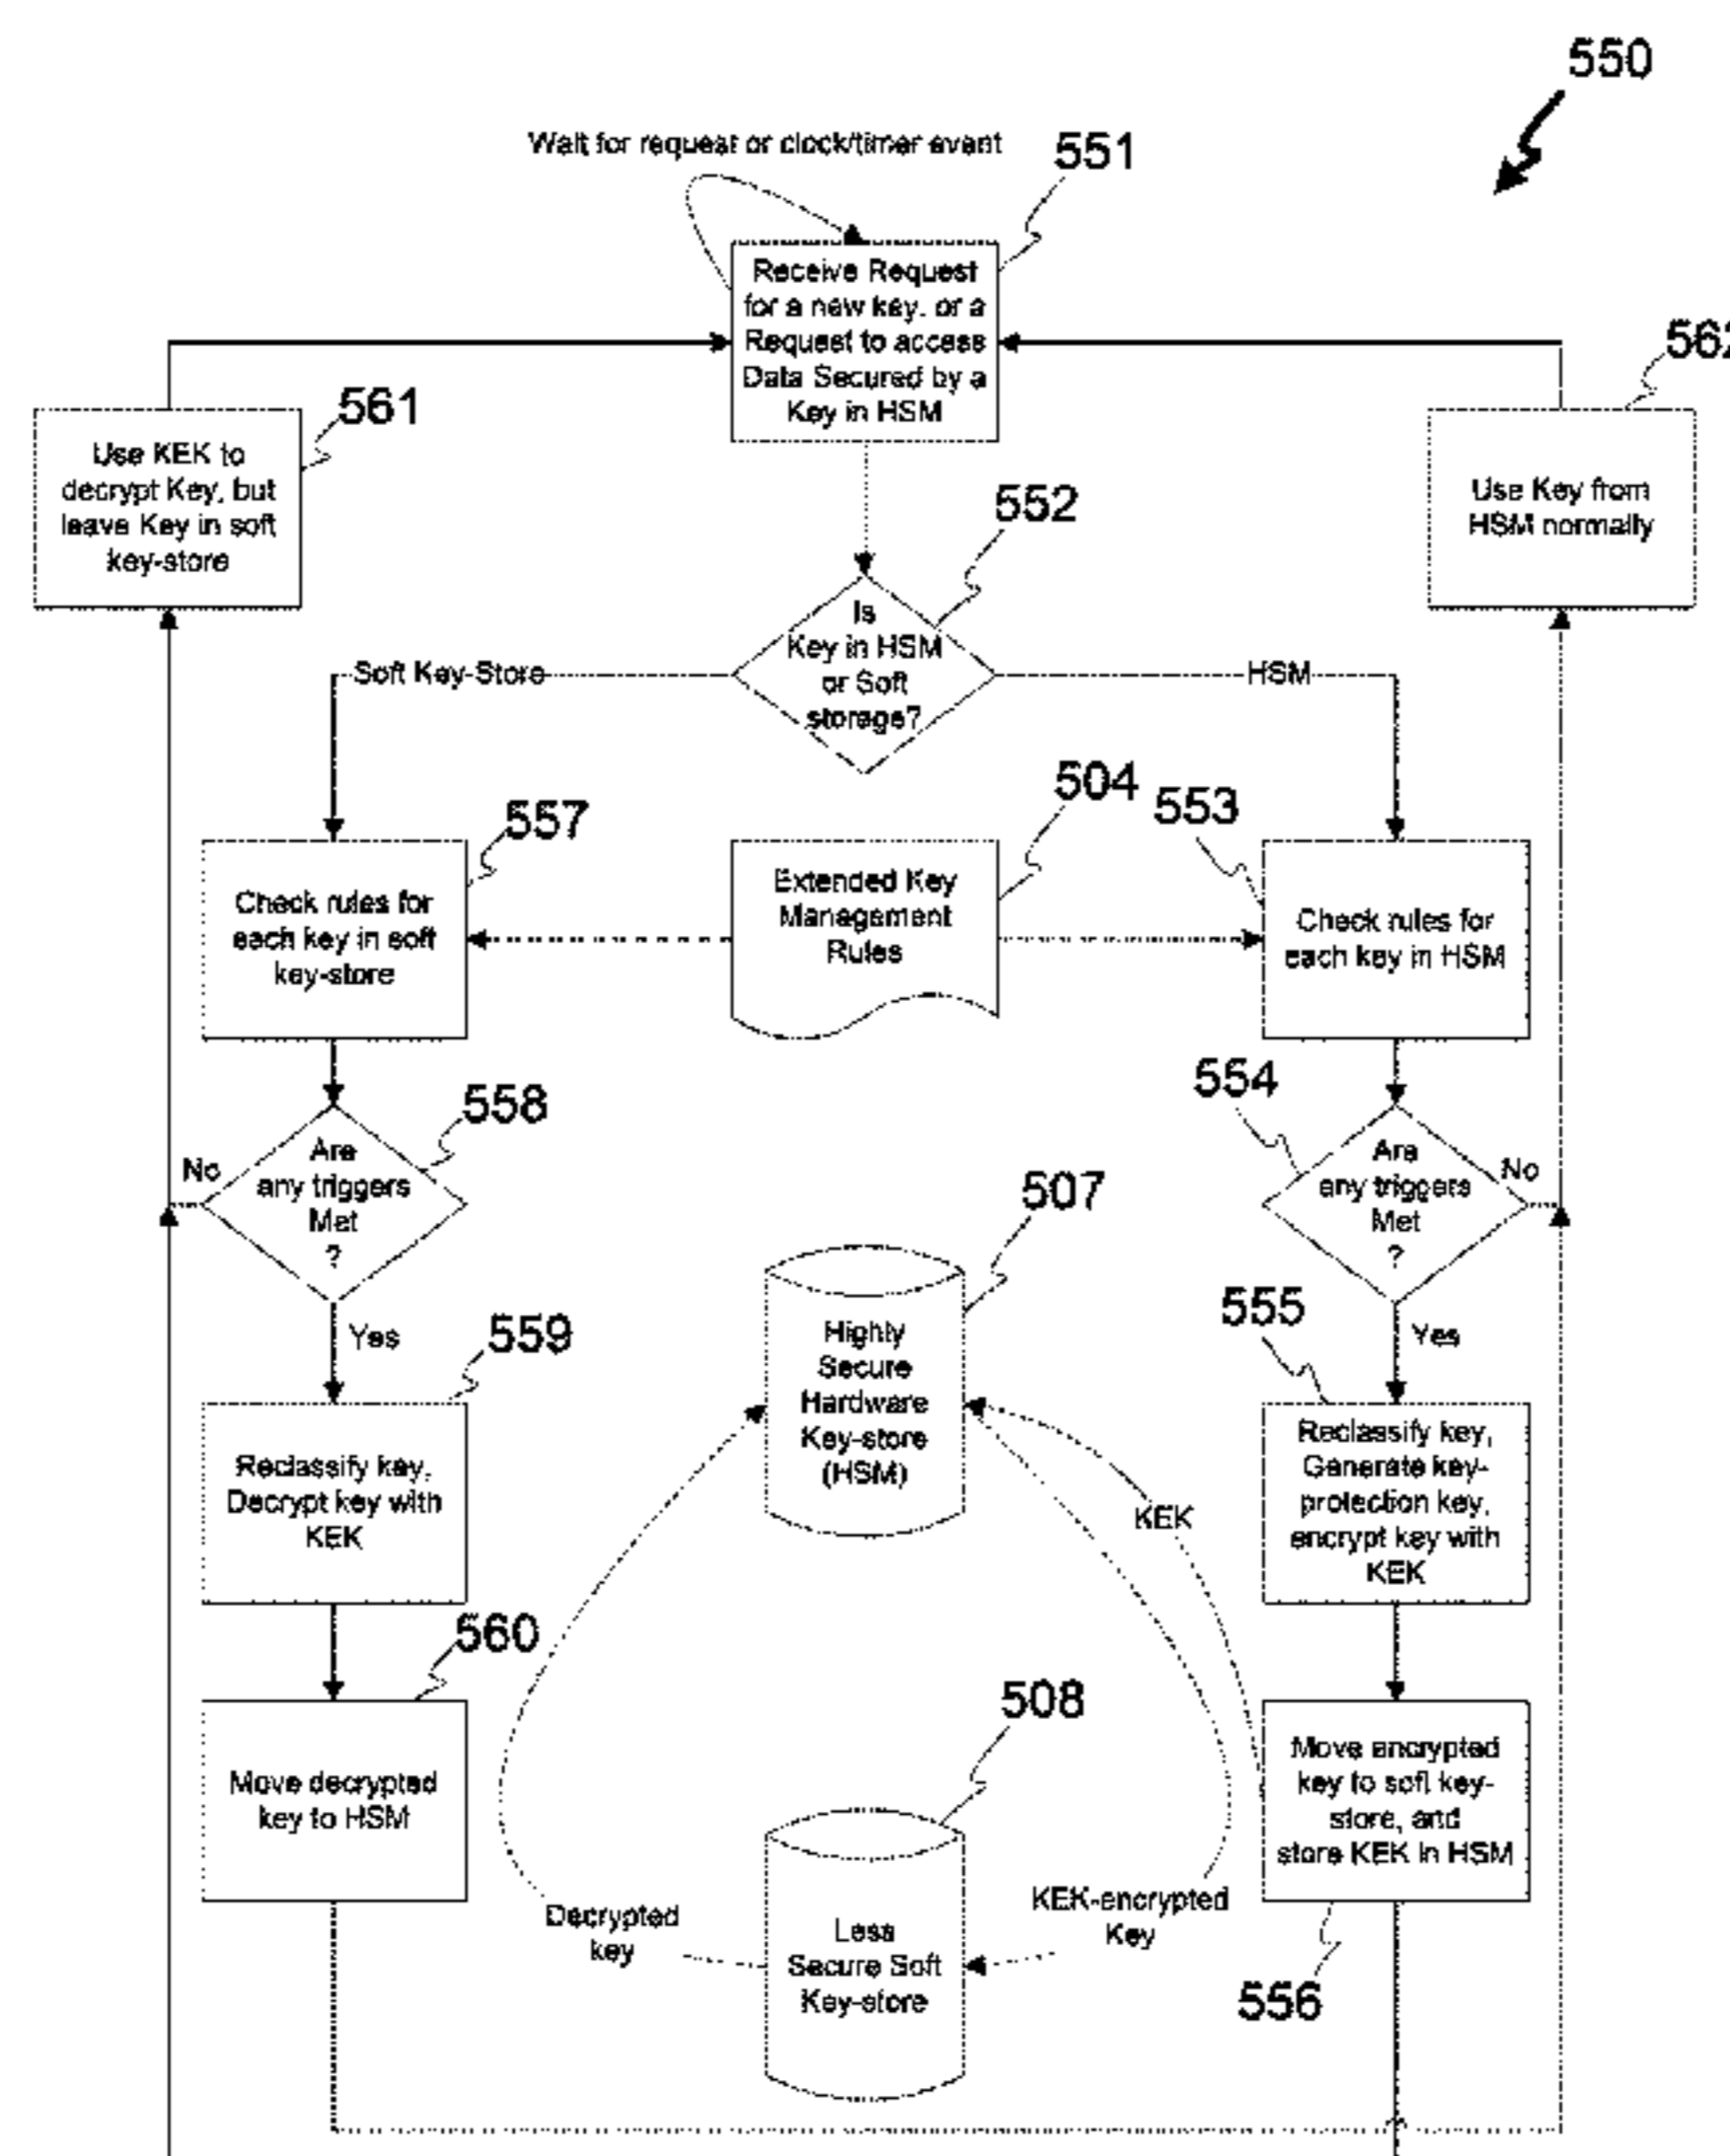 550
Wait for request or clock/timer event
551
Receive Request
for a new key, or a
Request to access
Data Secured by a
Key in HSM
562
561
Use KEK to
decrypt Key, but
leave Key in soft
key-store
Use Key from
HSM normally
552
Is
Key in HSM
or Soft
storage?
Soft Key-Store
HSM
504
553
557
Check rules for
each key in soft
key-store
Extended Key
Management
Rules
Check rules for
each key in HSM
558
554
No
Are
any triggers
Met
?
Are
any triggers
Met
?
No
507
Yes
559
555
Yes
Highly
Secure
Hardware
Key-store
(HSM)
Reclassify key,
Decrypt key with
KEK
KEK
Reclassify key,
Generate key-
protection key,
encrypt key with
KEK
560
508
Move decrypted
key to HSM
Move encrypted
key to soft key-
store, and
store KEK in HSM
Decrypted
key
Less
Secure Soft
Key-store
KEK-encrypted
Key
556